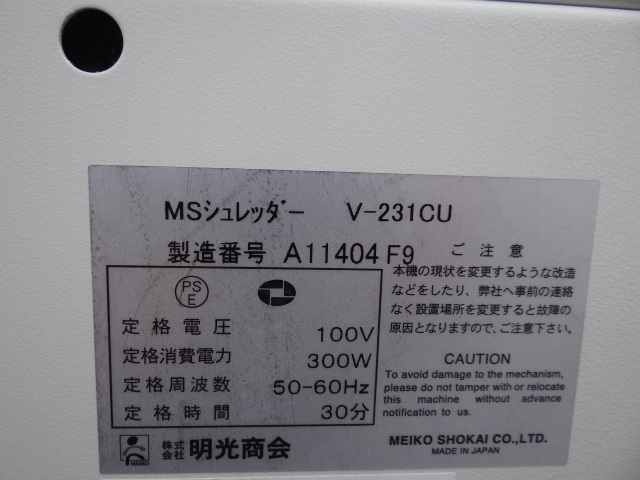 MSシュレッダー V-231CU
製造番号 A11404F9
PS
E
定格電圧 100V
定格消費電力 300W
定格周波数 50-60Hz
定格時間 30分
MEIKO 株式会社 明光商会
ご注意
本機の現状を変更するような改造
などをしたり、弊社へ事前の連絡
なく設置場所を変更すると故障の
原因となりますので、ご注意下さい。
CAUTION
To avoid damage to the mechanism,
please do not tamper with or relocate
this machine without advance
notification to us.
MEIKO SHOKAI CO.,LTD.
MADE IN JAPAN